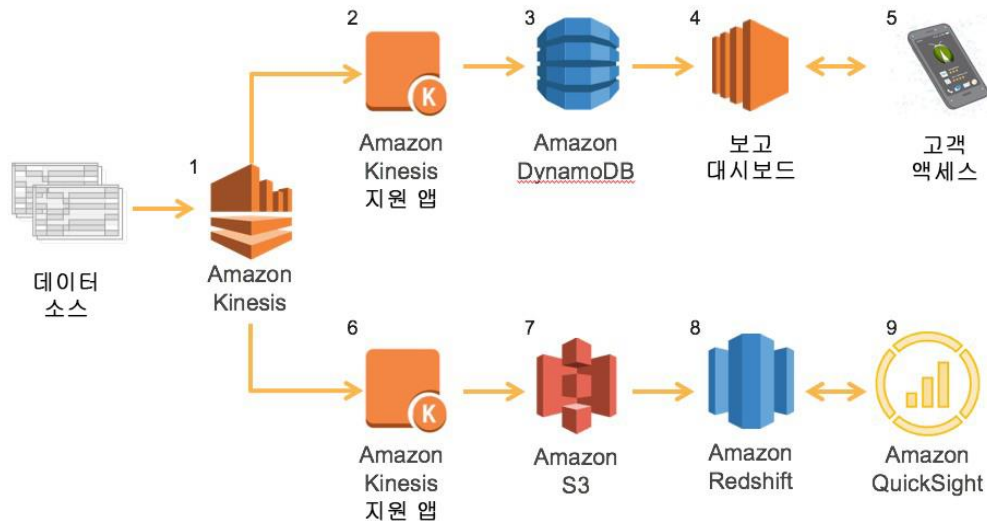 2
Amazon
Kinesis
지원 앱
3
Amazon
DynamoDB
4
보고
대시보드
5
고객
액세스
데이터
소스
1
Amazon
Kinesis
6
K
Amazon
Kinesis
지원 앱
7
Amazon
S3
8
Amazon
Redshift
9
Amazon
QuickSight
K